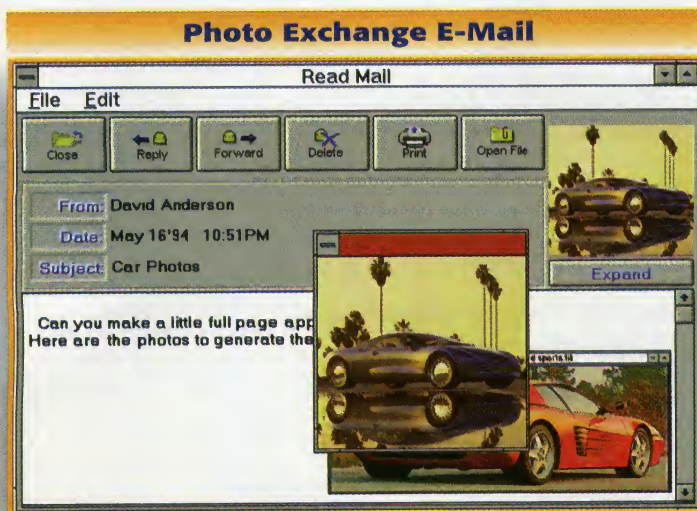 Photo Exchange E-Mail
Read Mail
File Edit
Close Reply Forward Delete Print Open File
From: David Anderson
Date: May 16'94 10:51PM
Subject: Car Photos
Expand
Can you make a little full page app
Here are the photos to generate the
sports.tif